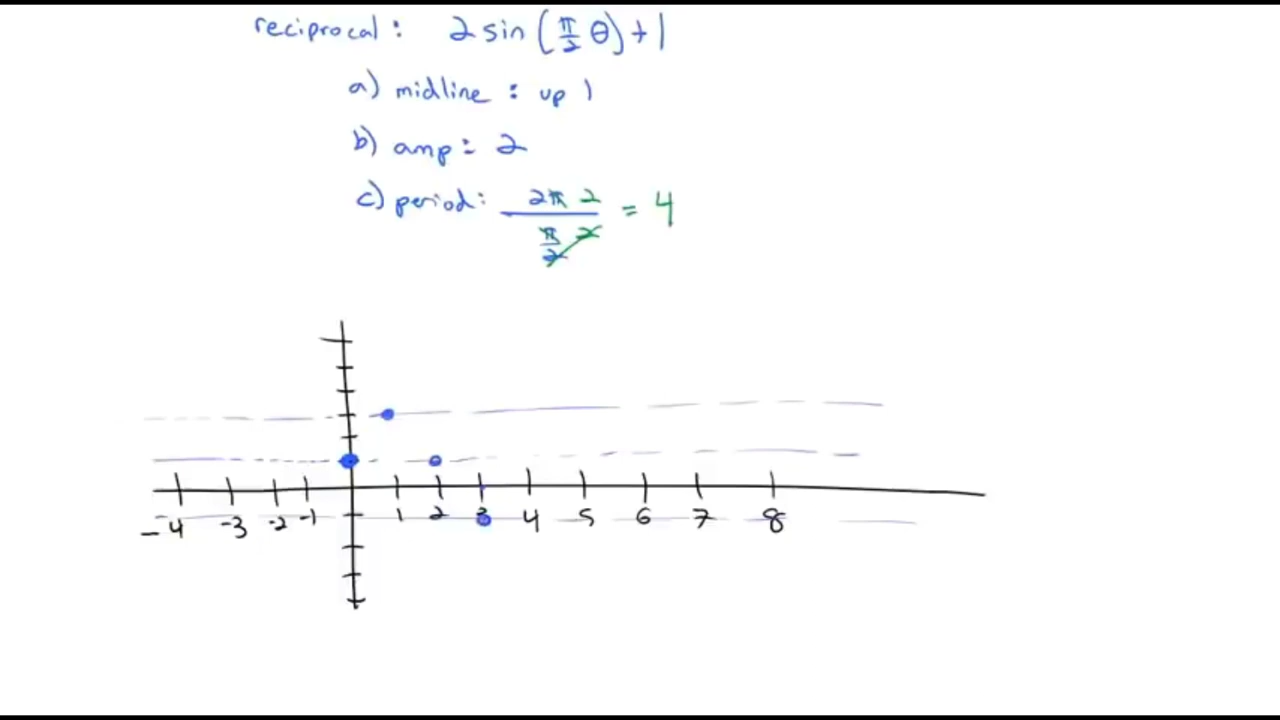 reciprocal: 2 sin (π/2 θ) + 1
a) midline : up 1
b) amp: 2
c) period: 2π 2 / π/2 2 = 4
-4 -3 -2 -1 1 2 3 4 5 6 7 8